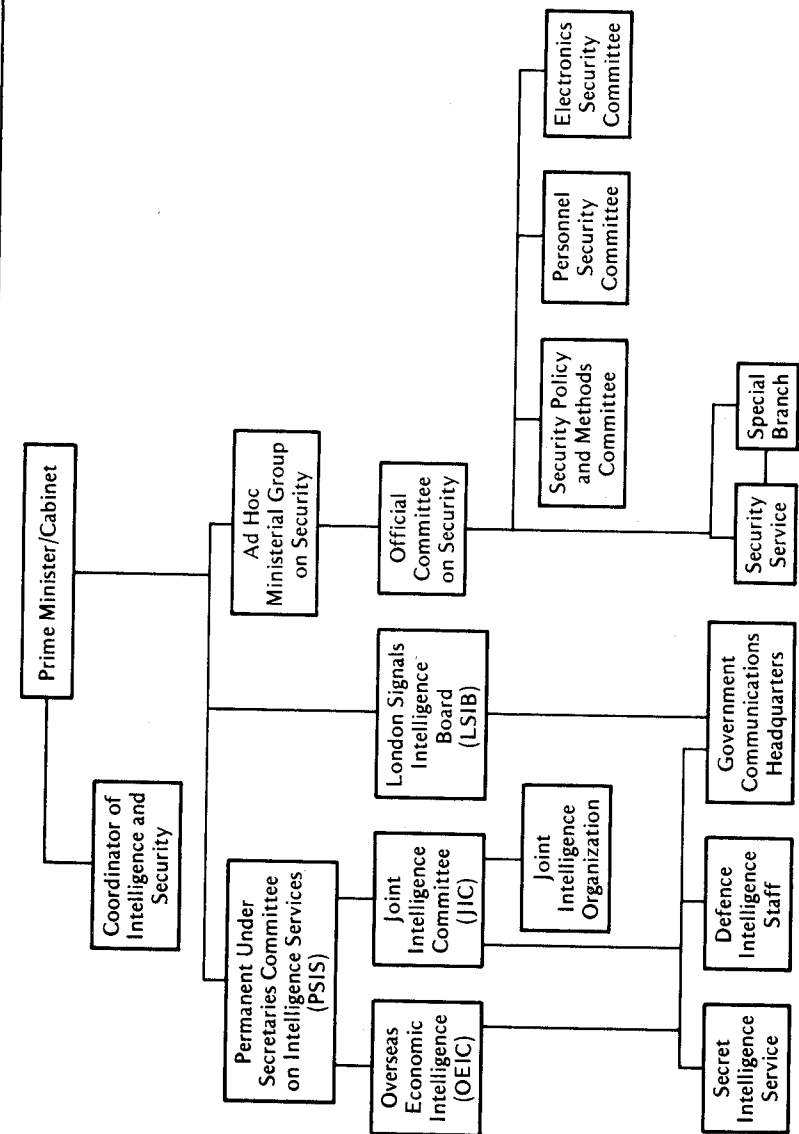 Prime Minister/Cabinet
Coordinator of
Intelligence and
Security
Permanent Under
Secretaries Committee
on Intelligence Services
(PSIS)
Ad Hoc
Ministerial Group
on Security
Overseas
Economic
Intelligence
(OEIC)
Joint
Intelligence
Committee
(JIC)
London Signals
Intelligence
Board
(LSIB)
Official
Committee
on Security
Joint
Intelligence
Organization
Security Policy
and Methods
Committee
Personnel
Security
Committee
Electronics
Security
Committee
Secret
Intelligence
Service
Defence
Intelligence
Staff
Government
Communications
Headquarters
Security
Service
Special
Branch